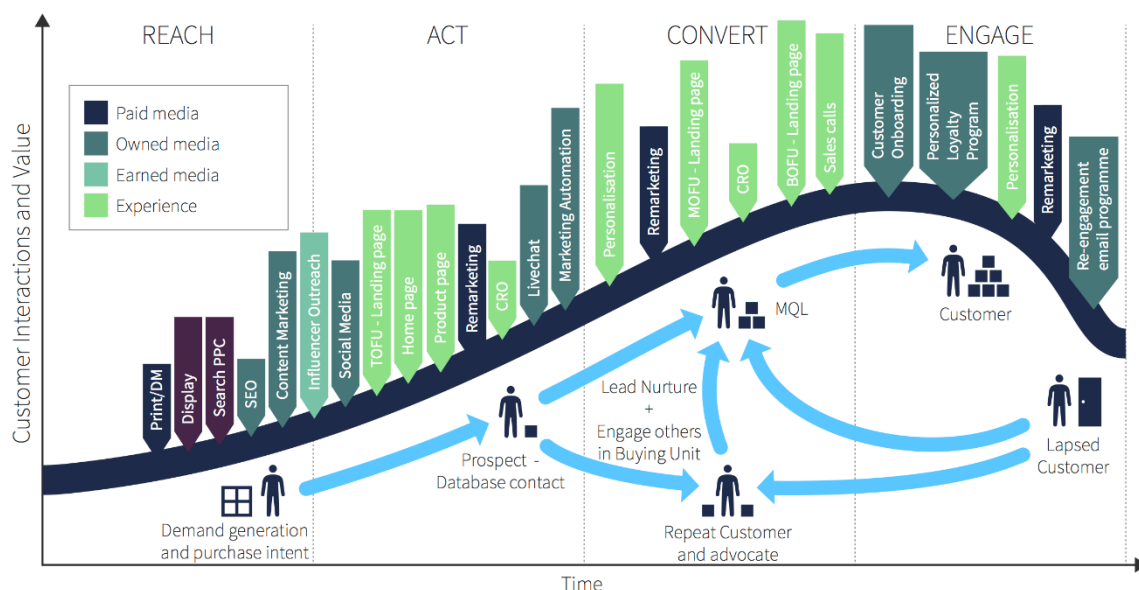 REACH
ACT
CONVERT
ENGAGE
Paid media
Owned media
Earned media
Experience
Customer Interactions and Value
Print/DM
Display
Search PPC
SEO
Content Marketing
Influencer Outreach
Social Media
TOFU - Landing page
Home page
Product page
Remarketing
CRO
Livechat
Marketing Automation
Personalisation
Remarketing
MOFU - Landing page
CRO
BOFU - Landing page
Sales calls
Customer
Onboarding
Personalized
Loyalty
Program
Personalisation
Remarketing
Re-engagement
email programme
Demand generation
and purchase intent
Prospect -
Database contact
Lead Nurture
+
Engage others
in Buying Unit
MQL
Repeat Customer
and advocate
Customer
Lapsed
Customer
Time